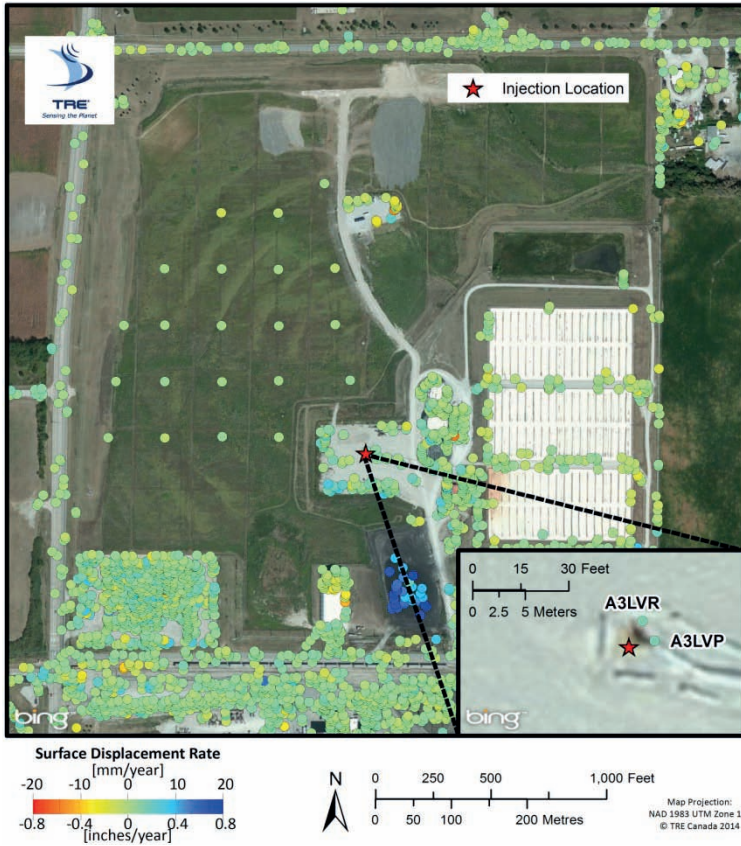 TRE
Sensing the Planet
Injection Location
0 15 30 Feet
0 2.5 5 Meters
A3LVR
A3LVP
bing
bing
Surface Displacement Rate
[mm/year]
-20 -10 0 10 20
-0.8 -0.4 0 0.4 0.8
[inches/year]
N
0 250 500 1,000 Feet
0 50 100 200 Metres
Map Projection:
NAD 1983 UTM Zone 1
© TRE Canada 2014